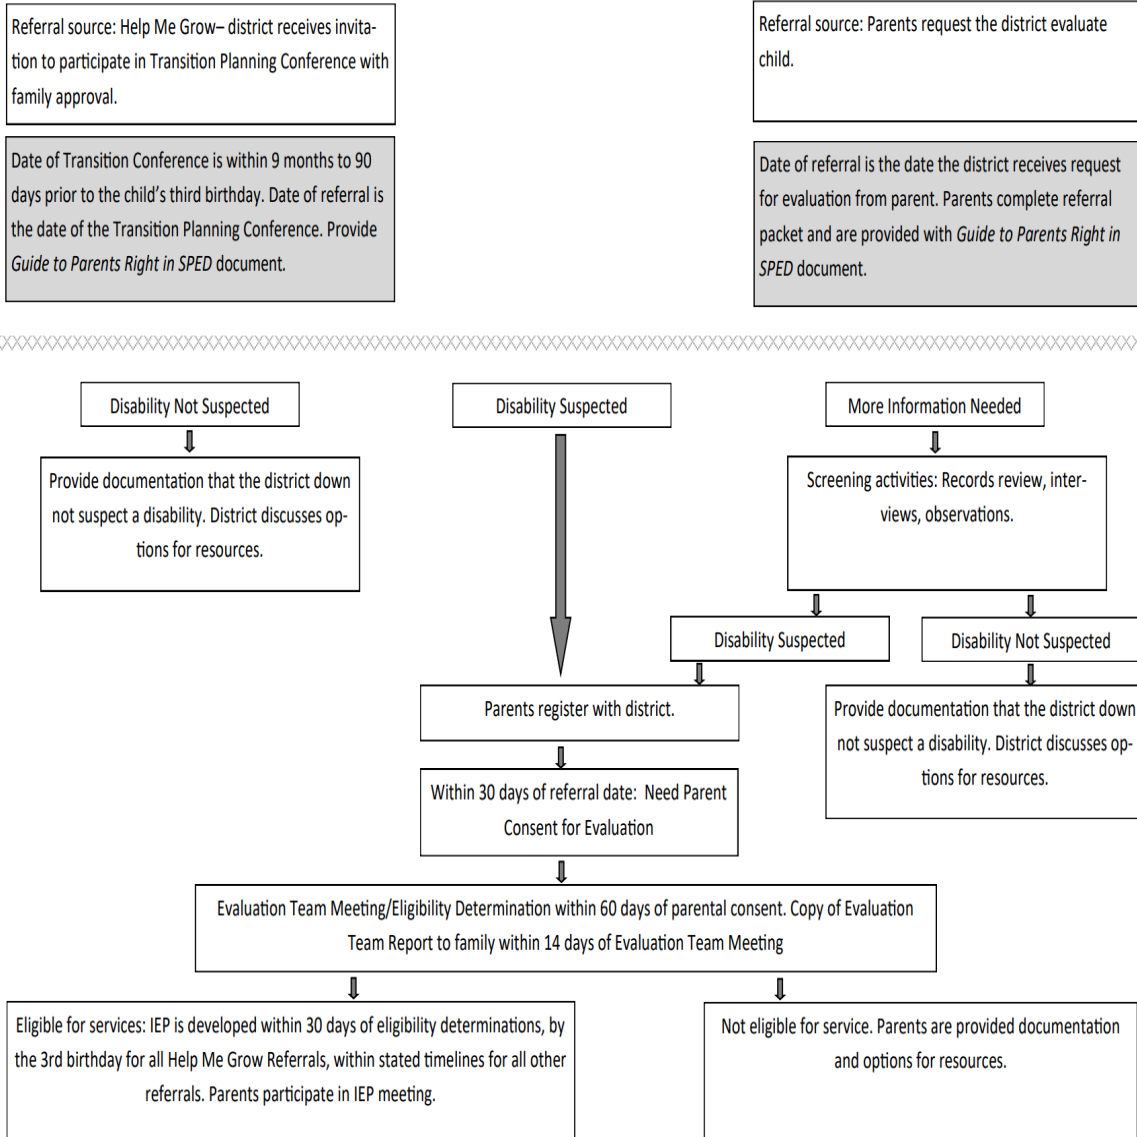 Referral source: Help Me Grow– district receives invita-
tion to participate in Transition Planning Conference with
family approval.
Referral source: Parents request the district evaluate
child.
Date of Transition Conference is within 9 months to 90
days prior to the child's third birthday. Date of referral is
the date of the Transition Planning Conference. Provide
Guide to Parents Right in SPED document.
Date of referral is the date the district receives request
for evaluation from parent. Parents complete referral
packet and are provided with Guide to Parents Right in
SPED document.
Disability Not Suspected
Disability Suspected
More Information Needed
Provide documentation that the district down
not suspect a disability. District discusses op-
tions for resources.
Screening activities: Records review, inter-
views, observations.
Disability Suspected
Disability Not Suspected
Parents register with district.
Provide documentation that the district down
not suspect a disability. District discusses op-
tions for resources.
Within 30 days of referral date:  Need Parent
Consent for Evaluation
Evaluation Team Meeting/Eligibility Determination within 60 days of parental consent. Copy of Evaluation
Team Report to family within 14 days of Evaluation Team Meeting
Eligible for services: IEP is developed within 30 days of eligibility determinations, by
the 3rd birthday for all Help Me Grow Referrals, within stated timelines for all other
referrals. Parents participate in IEP meeting.
Not eligible for service. Parents are provided documentation
and options for resources.